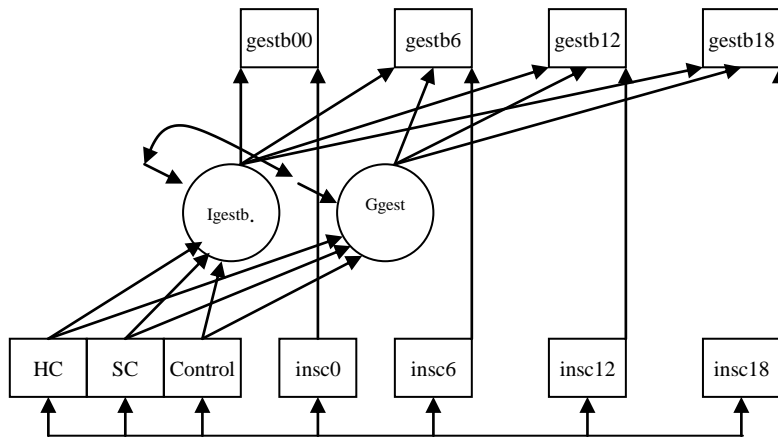 gestb00 gestb6 gestb12 gestb18
Igestb. Ggest
HC SC Control insc0 insc6 insc12 insc18